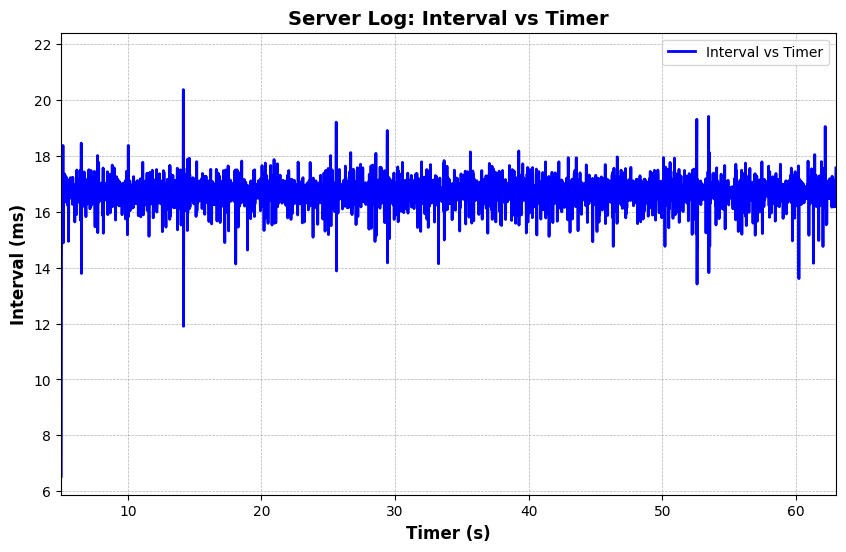 Server Log: Interval vs Timer
Interval vs Timer
Interval (ms)
22
20
18
16
14
12
10
8
6
10 20 30 40 50 60
Timer (s)